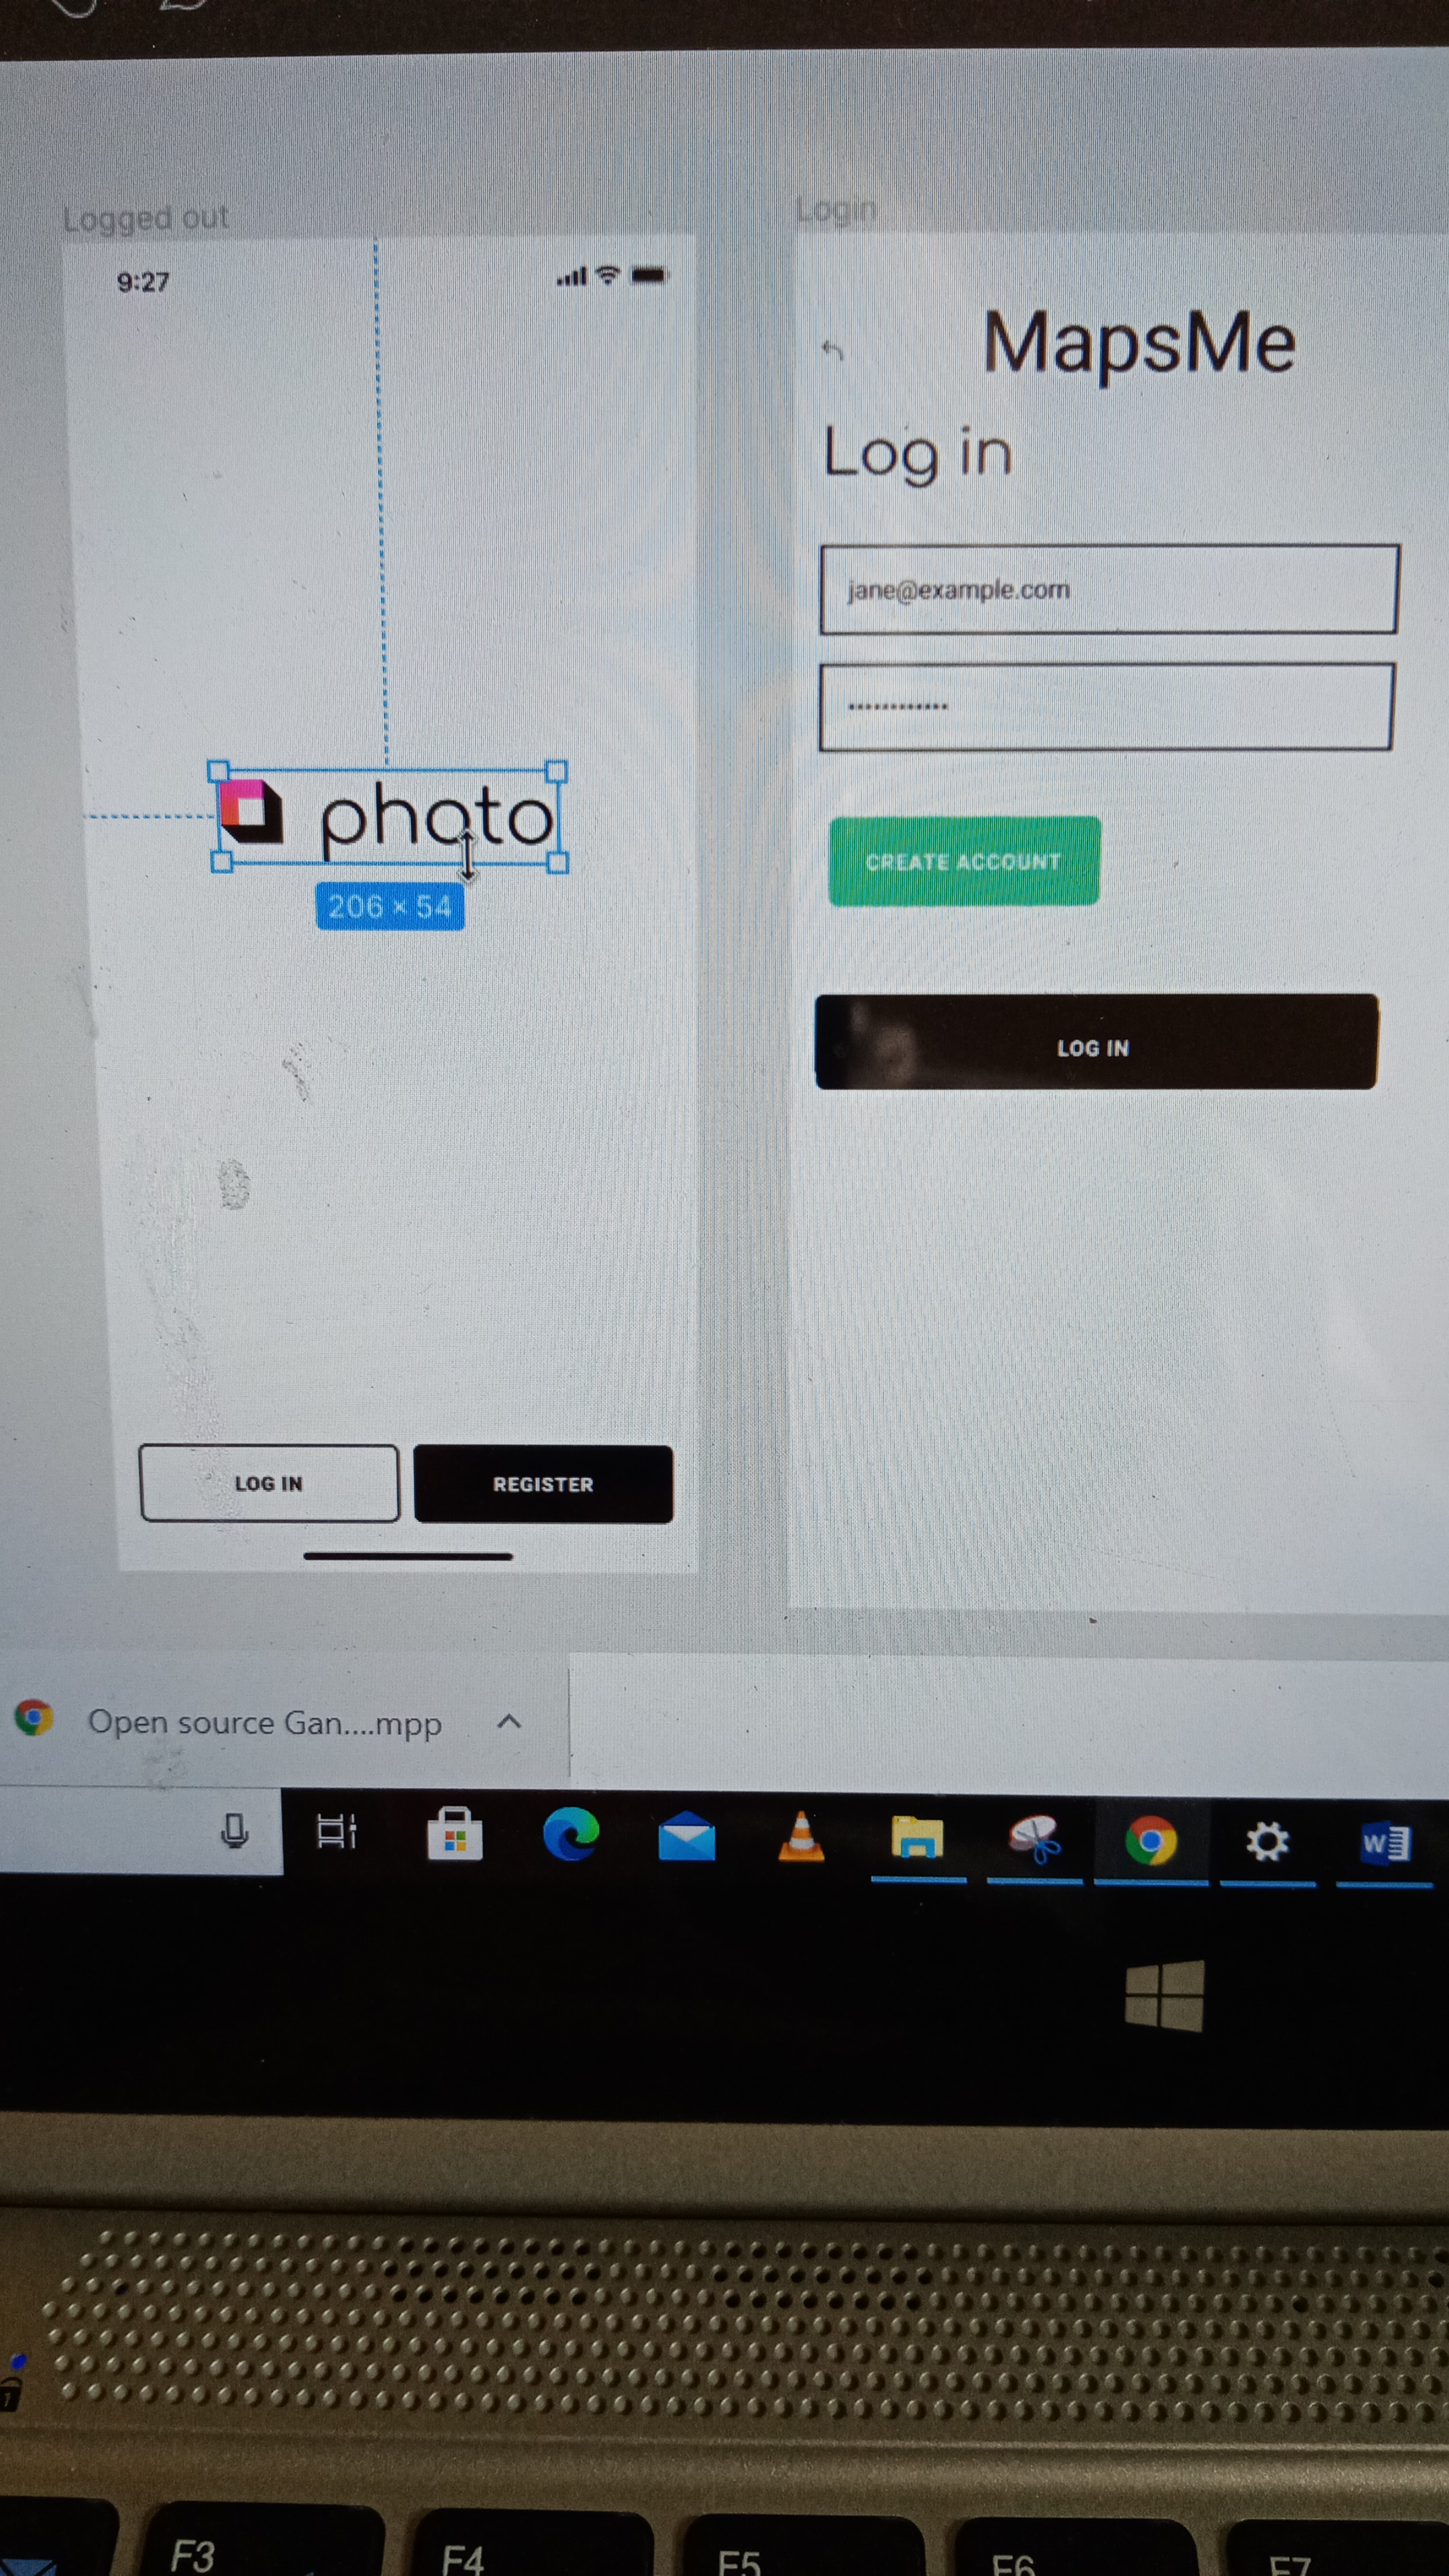 Logged out
9:27
photo
206 × 54
LOG IN
REGISTER
Login
MapsMe
Log in
jane@example.com
CREATE ACCOUNT
LOG IN
Open source Gan....mpp
W
1
F3
F4
F5
F6
F7